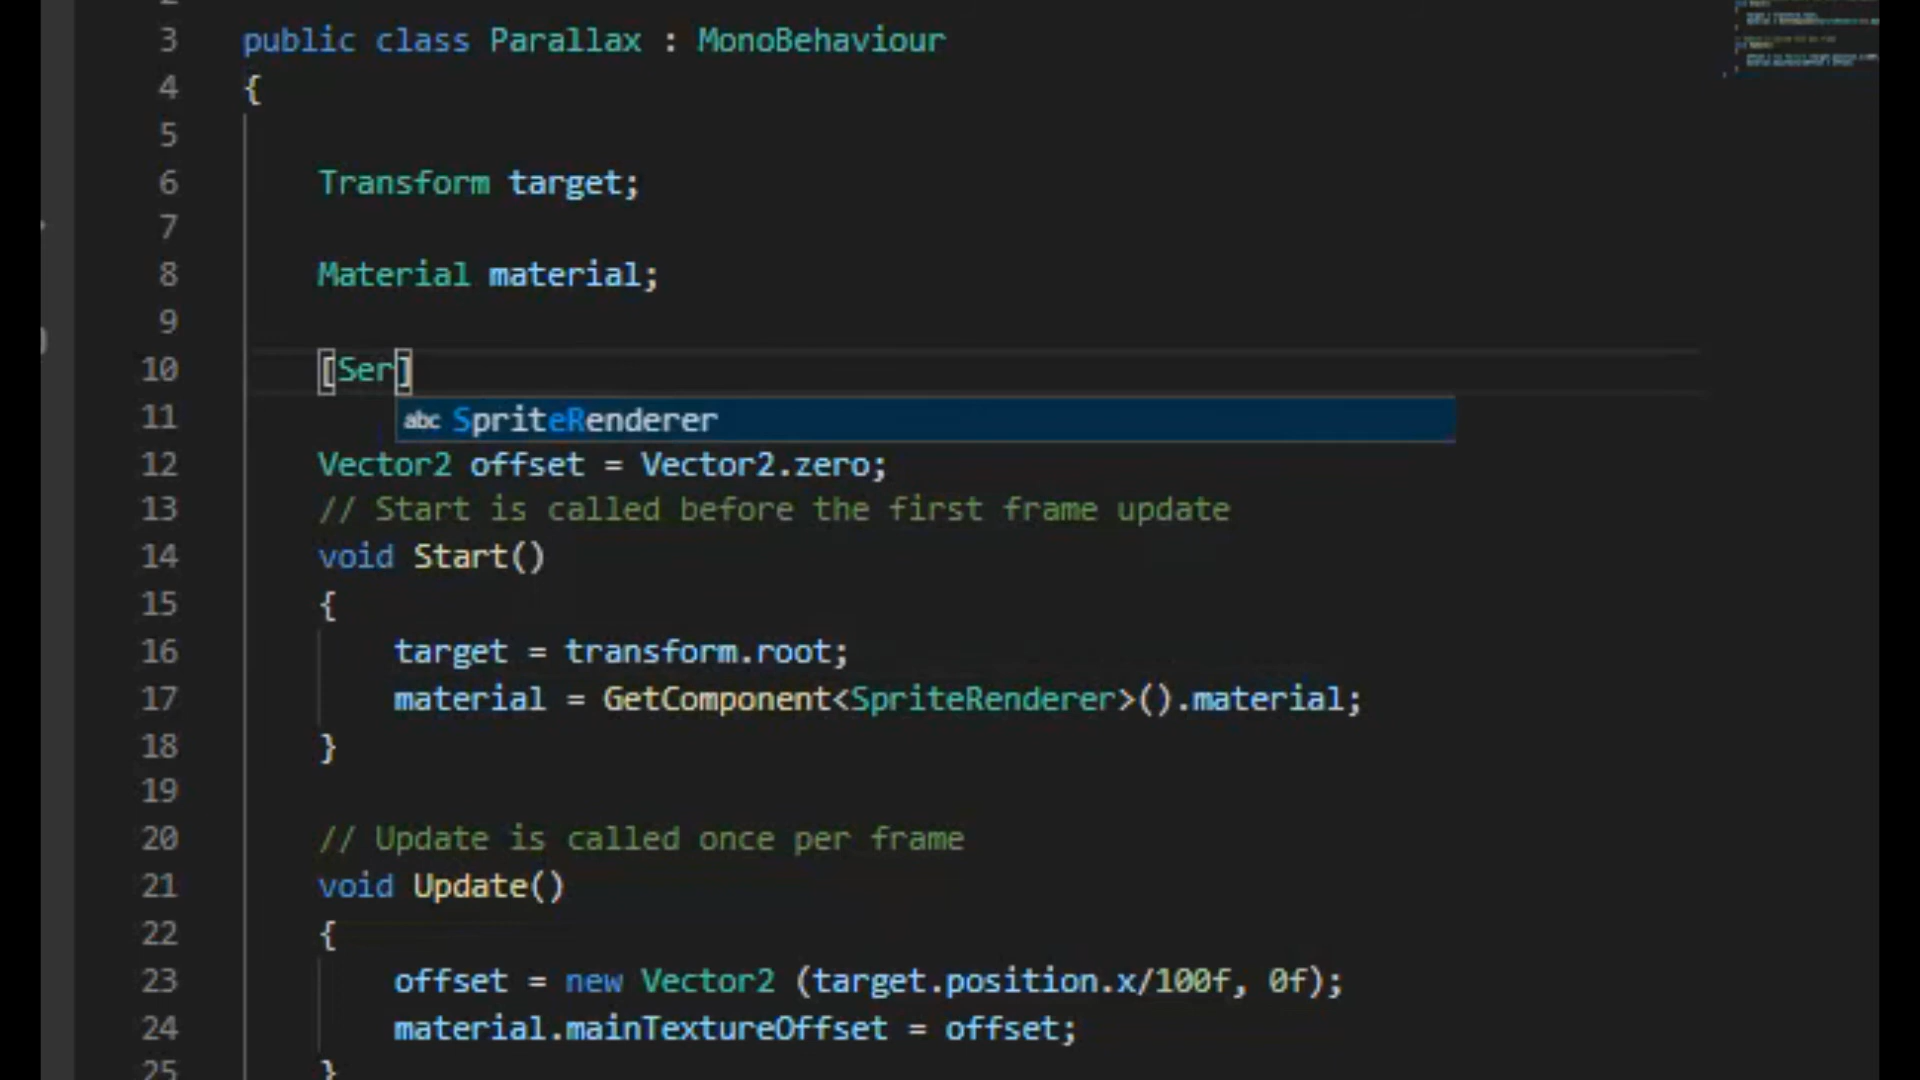 3 public class Parallax : MonoBehaviour
4 {
5
6 Transform target;
7
8 Material material;
9
10 [Ser]
11 abc SpriteRenderer
12 Vector2 offset = Vector2.zero;
13 // Start is called before the first frame update
14 void Start()
15 {
16 target = transform.root;
17 material = GetComponent<SpriteRenderer>().material;
18 }
19
20 // Update is called once per frame
21 void Update()
22 {
23 offset = new Vector2 (target.position.x/100f, 0f);
24 material.mainTextureOffset = offset;
25 }